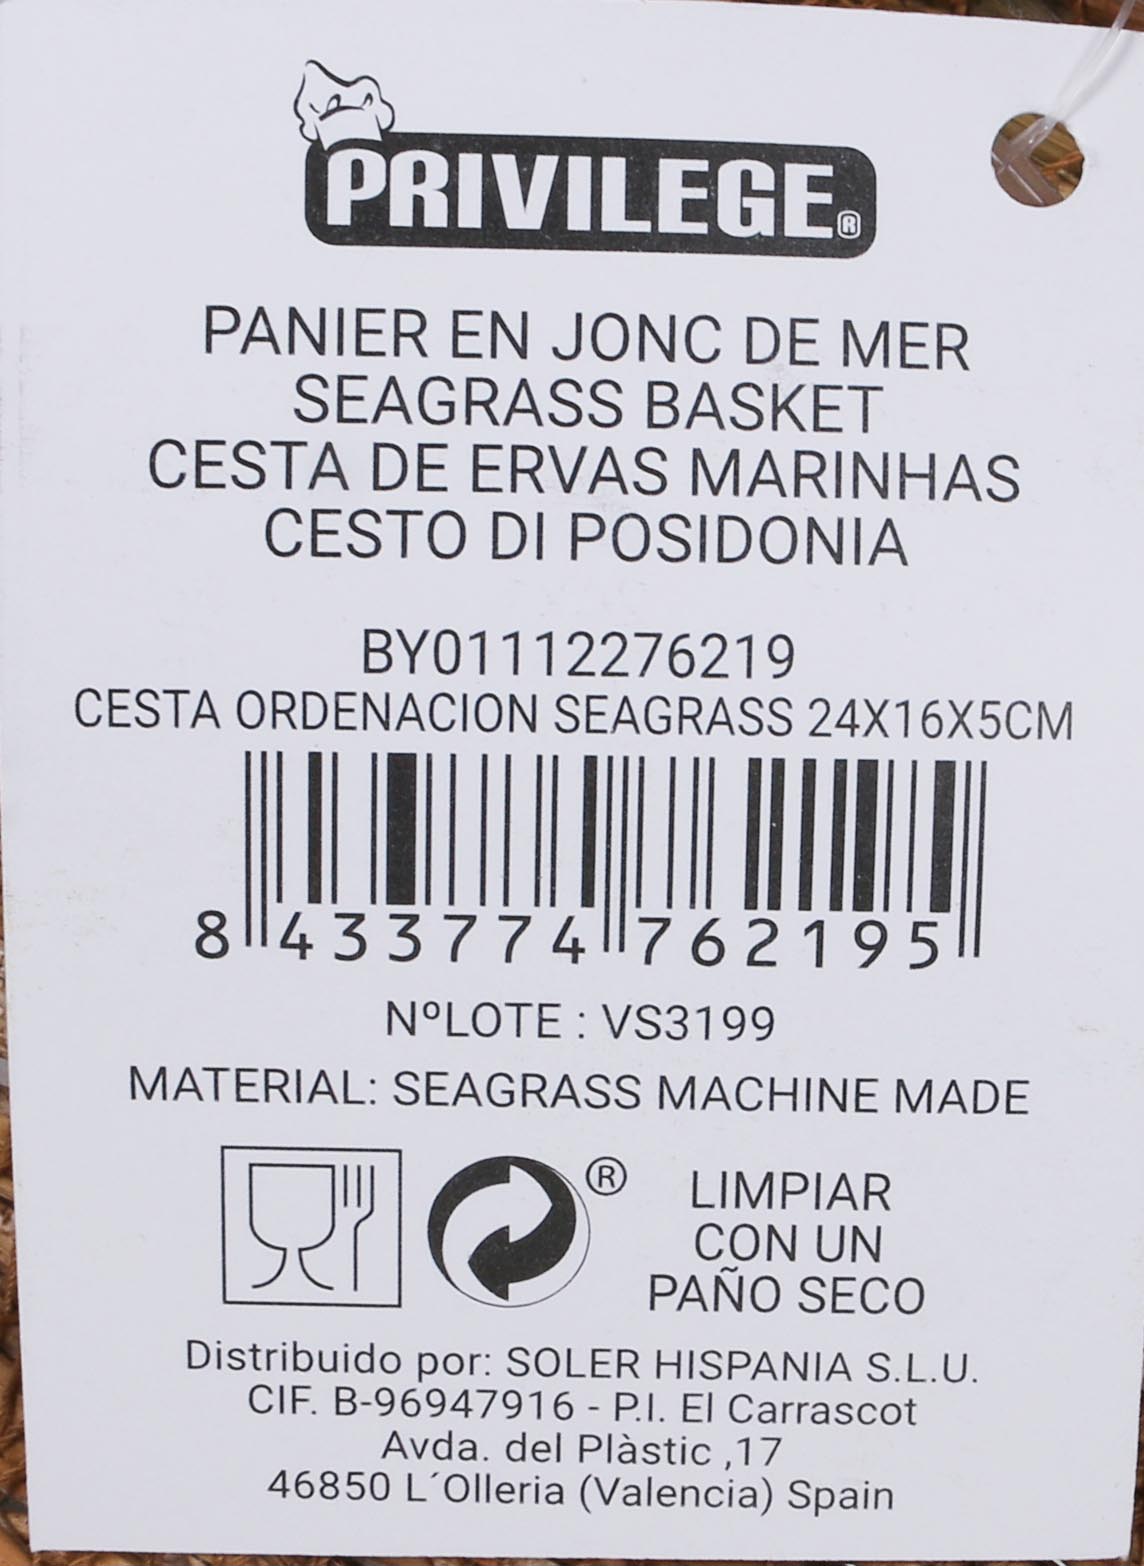 PRIVILEGE®
PANIER EN JONC DE MER
SEAGRASS BASKET
CESTA DE ERVAS MARINHAS
CESTO DI POSIDONIA
BY01112276219
CESTA ORDENACION SEAGRASS 24X16X5CM
8 433774 762195
NºLOTE : VS3199
MATERIAL: SEAGRASS MACHINE MADE
®
LIMPIAR
CON UN
PAÑO SECO
Distribuido por: SOLER HISPANIA S.L.U.
CIF. B-96947916 - P.I. El Carrascot
Avda. del Plàstic ,17
46850 L´Olleria (Valencia) Spain